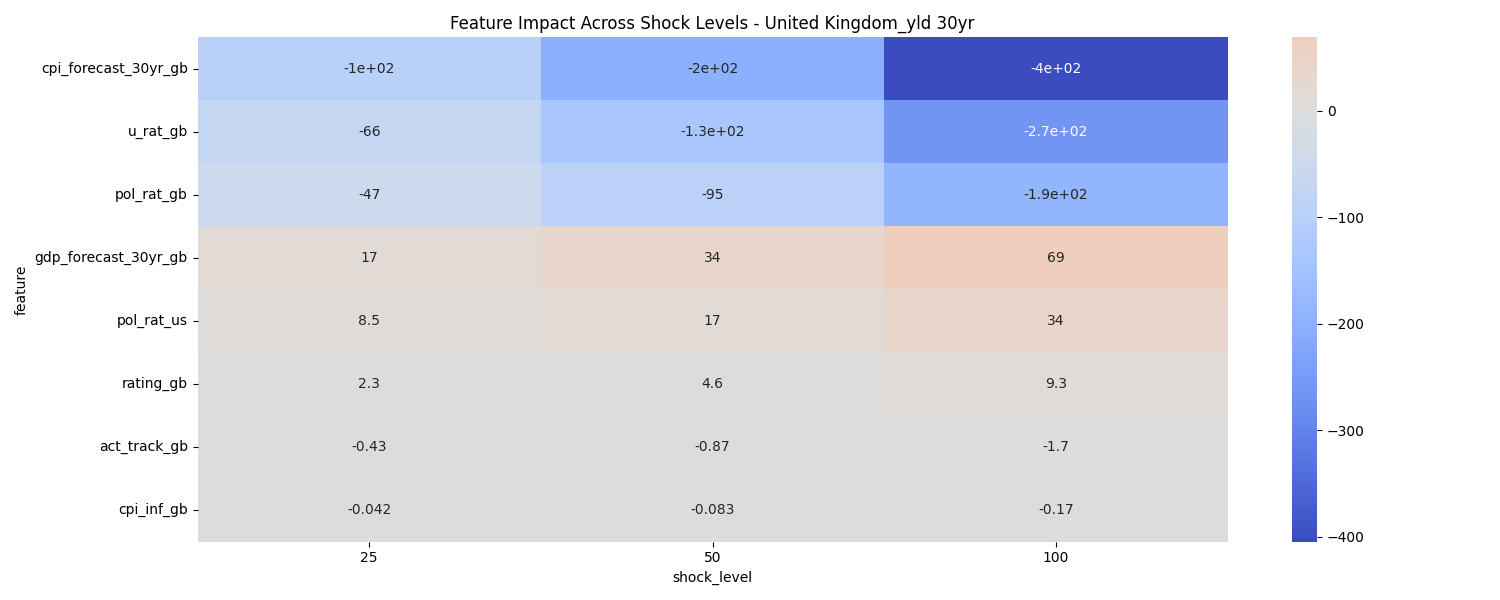 Feature Impact Across Shock Levels - United Kingdom_yld 30yr
cpi_forecast_30yr_gb -1e+02 -2e+02 -4e+02
u_rat_gb -66 -1.3e+02 -2.7e+02
pol_rat_gb -47 -95 -1.9e+02
gdp_forecast_30yr_gb 17 34 69
pol_rat_us 8.5 17 34
rating_gb 2.3 4.6 9.3
act_track_gb -0.43 -0.87 -1.7
cpi_inf_gb -0.042 -0.083 -0.17
feature
25 50 100
shock_level
0
−100
−200
−300
−400